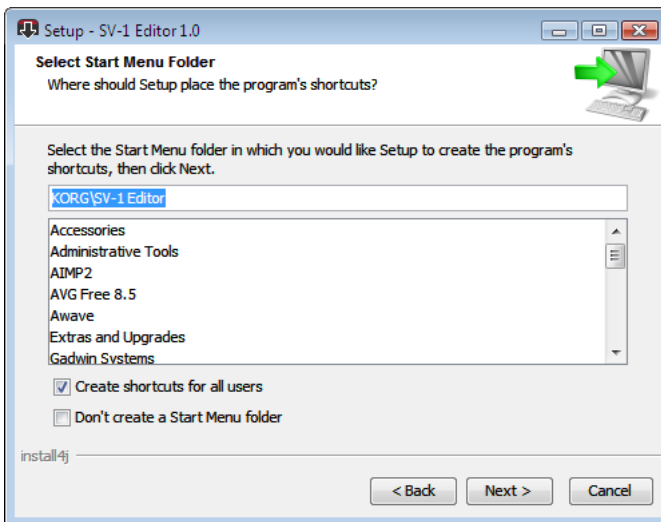 Setup - SV-1 Editor 1.0
Select Start Menu Folder
Where should Setup place the program's shortcuts?
Select the Start Menu folder in which you would like Setup to create the program's
shortcuts, then click Next.
KORG\SV-1 Editor
Accessories
Administrative Tools
AIMP2
AVG Free 8.5
Awave
Extras and Upgrades
Gadwin Systems
Create shortcuts for all users
Don't create a Start Menu folder
install4j
< Back Next > Cancel